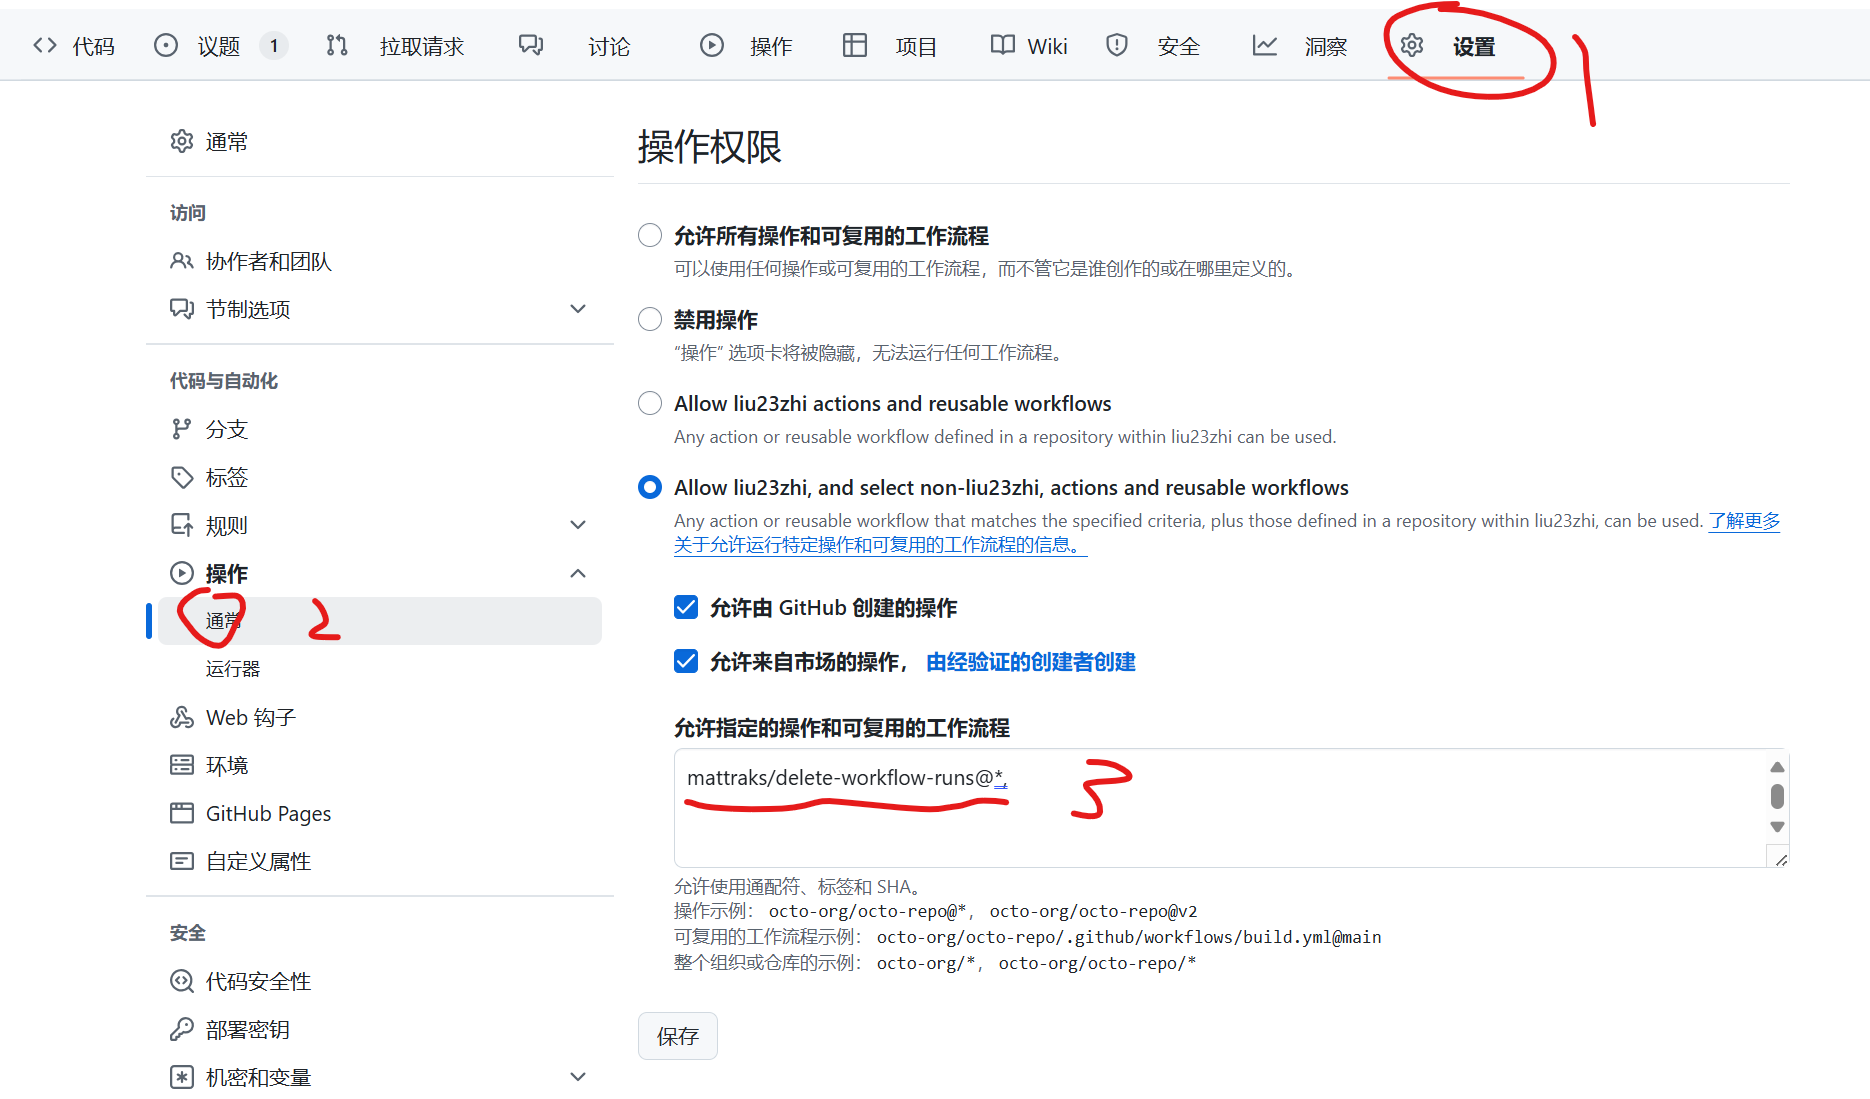 代码 议题 1 拉取请求 讨论 操作 项目 Wiki 安全 洞察 设置 1
通常
访问
协作者和团队
节制选项
代码与自动化
分支
标签
规则
操作
通常 2
运行器
Web 钩子
环境
GitHub Pages
自定义属性
安全
代码安全性
部署密钥
机密和变量
操作权限
允许所有操作和可复用的工作流程
可以使用任何操作或可复用的工作流程，而不管它是谁创作的或在哪里定义的。
禁用操作
“操作” 选项卡将被隐藏，无法运行任何工作流程。
Allow liu23zhi actions and reusable workflows
Any action or reusable workflow defined in a repository within liu23zhi can be used.
Allow liu23zhi, and select non-liu23zhi, actions and reusable workflows
Any action or reusable workflow that matches the specified criteria, plus those defined in a repository within liu23zhi, can be used. 了解更多
关于允许运行特定操作和可复用的工作流程的信息。
允许由 GitHub 创建的操作
允许来自市场的操作， 由经验证的创建者创建
允许指定的操作和可复用的工作流程
mattraks/delete-workflow-runs@*, 3
允许使用通配符、标签和 SHA。
操作示例： octo-org/octo-repo@*, octo-org/octo-repo@v2
可复用的工作流程示例： octo-org/octo-repo/.github/workflows/build.yml@main
整个组织或仓库的示例： octo-org/*, octo-org/octo-repo/*
保存